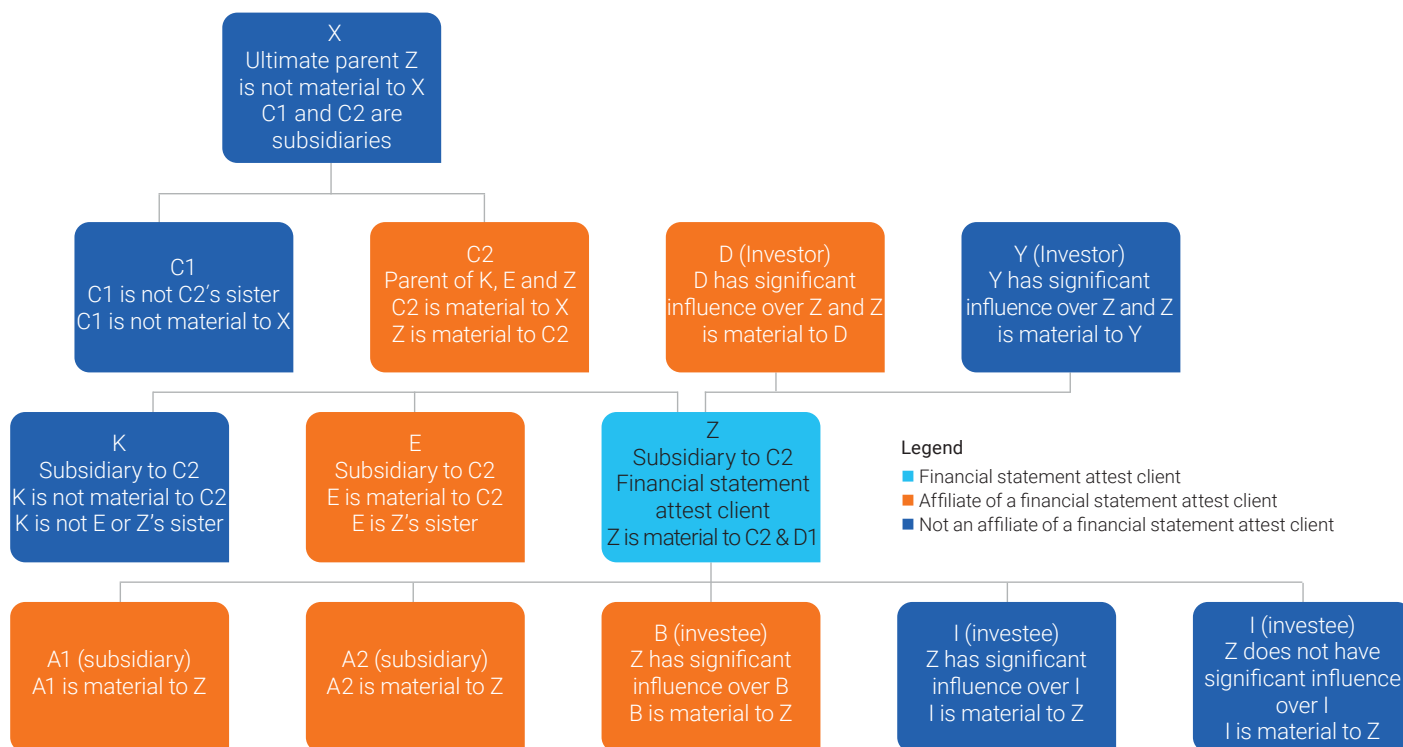 X
Ultimate parent Z
is not material to X
C1 and C2 are
subsidiaries
C1
C1 is not C2's sister
C1 is not material to X
C2
Parent of K, E and Z
C2 is material to X
Z is material to C2
D (Investor)
D has significant
influence over Z and Z
is material to D
Y (Investor)
Y has significant
influence over Z and Z
is material to Y
K
Subsidiary to C2
K is not material to C2
K is not E or Z's sister
E
Subsidiary to C2
E is material to C2
E is Z's sister
Z
Subsidiary to C2
Financial statement
attest client
Z is material to C2 & D1
Legend
Financial statement attest client
Affiliate of a financial statement attest client
Not an affiliate of a financial statement attest client
A1 (subsidiary)
A1 is material to Z
A2 (subsidiary)
A2 is material to Z
B (investee)
Z has significant
influence over B
B is material to Z
I (investee)
Z has significant
influence over I
I is material to Z
I (investee)
Z does not have
significant influence
over I
I is material to Z